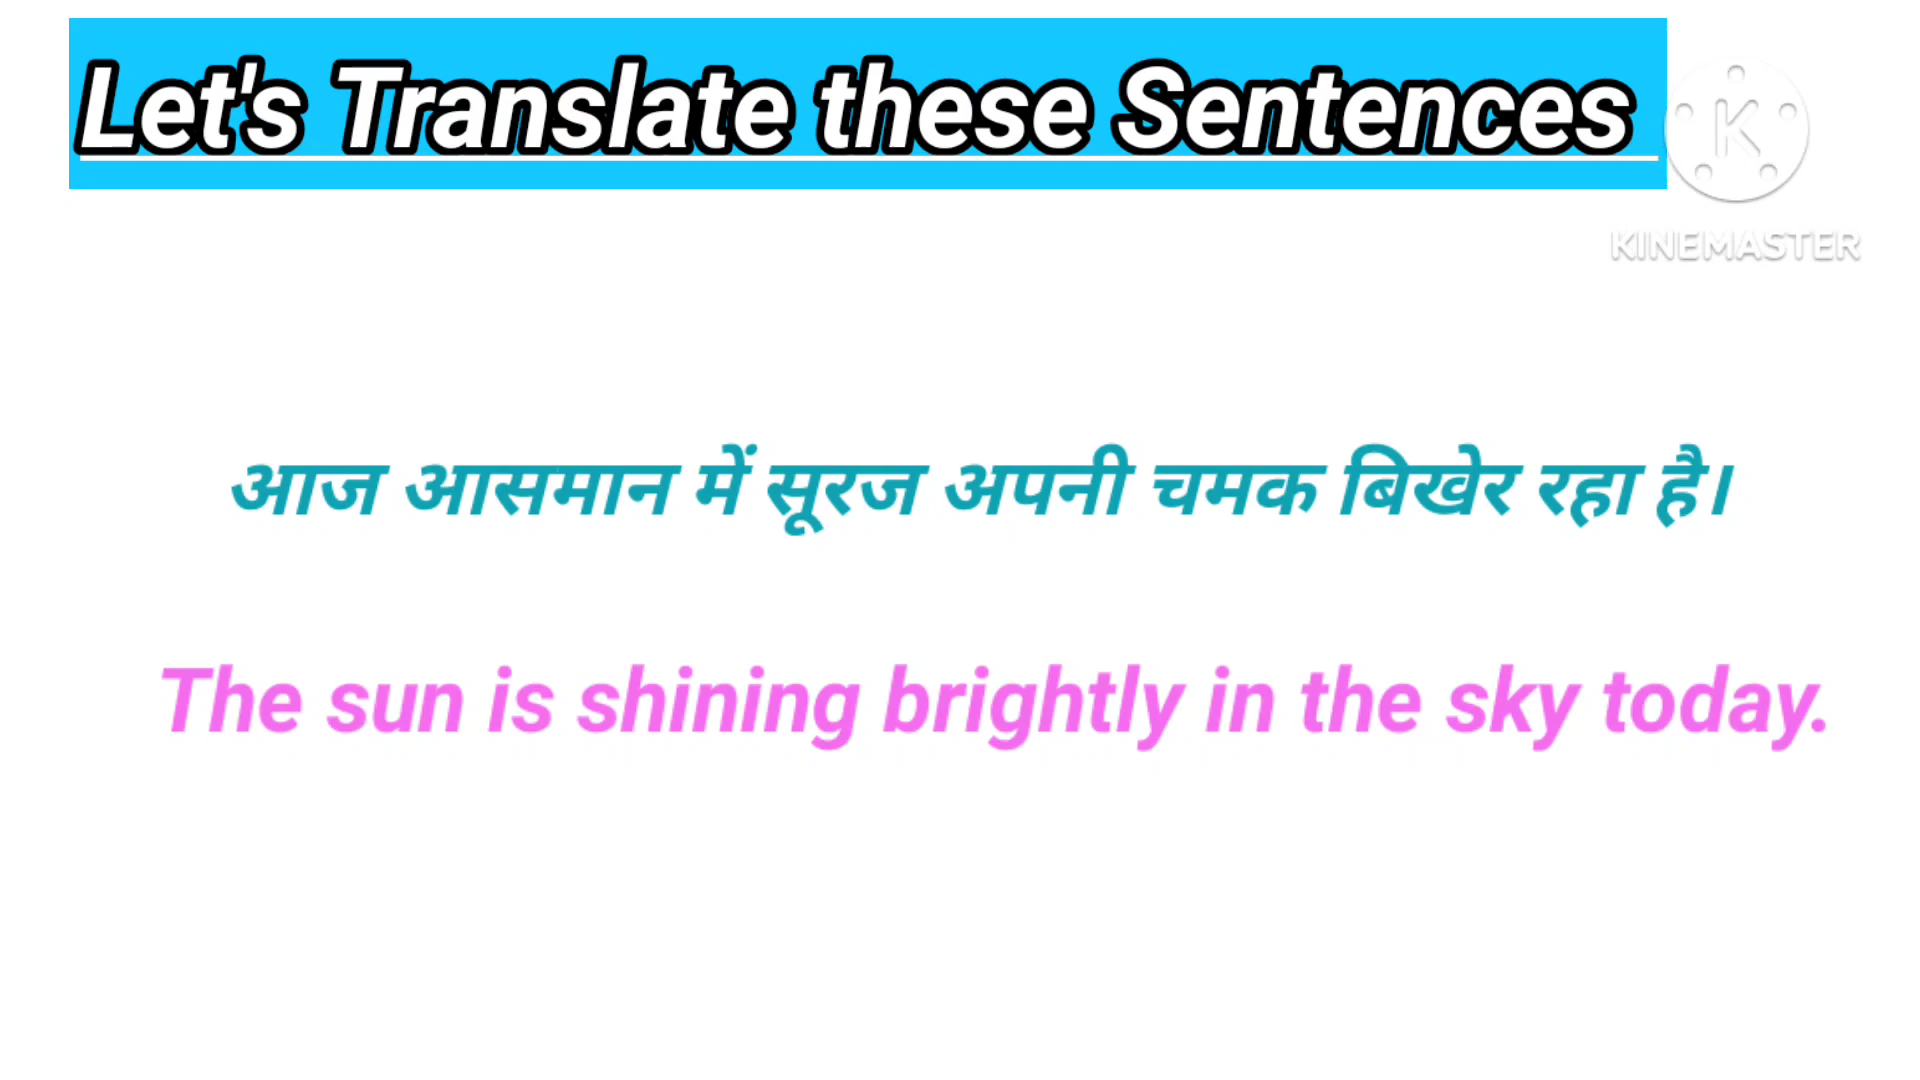 Let's Translate these Sentences
K
KINEMASTER
आज आसमान में सूरज अपनी चमक बिखेर रहा है।
The sun is shining brightly in the sky today.